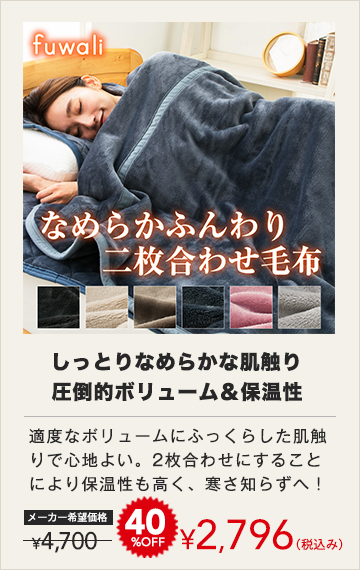 fuwali
なめらかふんわり
二枚合わせ毛布
しっとりなめらかな肌触り
圧倒的ボリューム&保温性
適度なボリュームにふっくらした肌触
りで心地よい。2枚合わせにすること
により保温性も高く、寒さ知らずへ！
メーカー希望価格
¥4,700
40
%OFF
¥2,796(税込み)